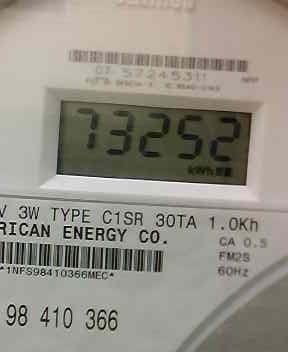 07-57245311
73252
kWh
V 3W TYPE C1SR 30TA 1.0Kh
RICAN ENERGY CO.
CA 0.5
FM2S
60Hz
*1NFS98410366MEC*
98 410 366